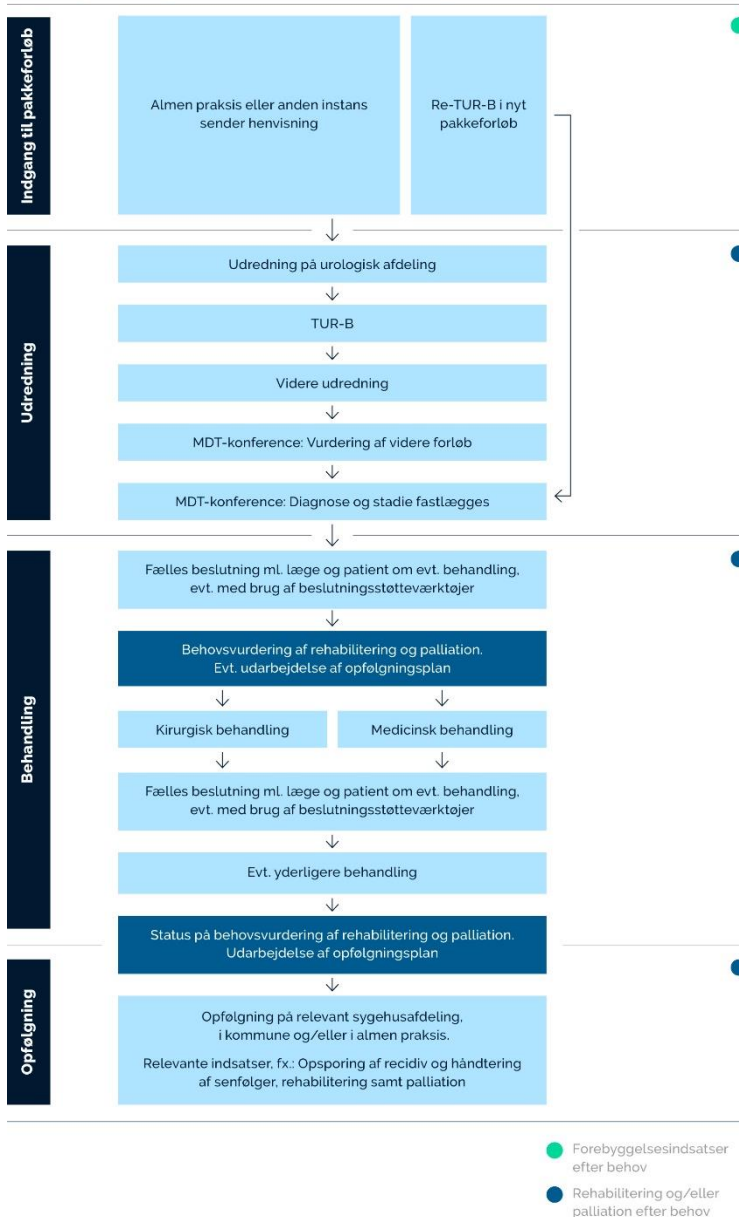 Indgang til pakkeforløb
Almen praksis eller anden instans
sender henvisning
Re-TUR-B i nyt
pakkeforløb
Udredning
Udredning på urologisk afdeling
TUR-B
Videre udredning
MDT-konference: Vurdering af videre forløb
MDT-konference: Diagnose og stadie fastlægges
Behandling
Fælles beslutning ml. læge og patient om evt. behandling,
evt. med brug af beslutningsstøtteværktøjer
Behovsvurdering af rehabilitering og palliation.
Evt. udarbejdelse af opfølgningsplan
Kirurgisk behandling
Medicinsk behandling
Fælles beslutning ml. læge og patient om evt. behandling,
evt. med brug af beslutningsstøtteværktøjer
Evt. yderligere behandling
Status på behovsvurdering af rehabilitering og palliation.
Udarbejdelse af opfølgningsplan
Opfølgning
Opfølgning på relevant sygehusafdeling,
i kommune og/eller i almen praksis.
Relevante indsatser, fx.: Opsporing af recidiv og håndtering
af senfølger, rehabilitering samt palliation
Forebyggelsesindsatser
efter behov
Rehabilitering og/eller
palliation efter behov